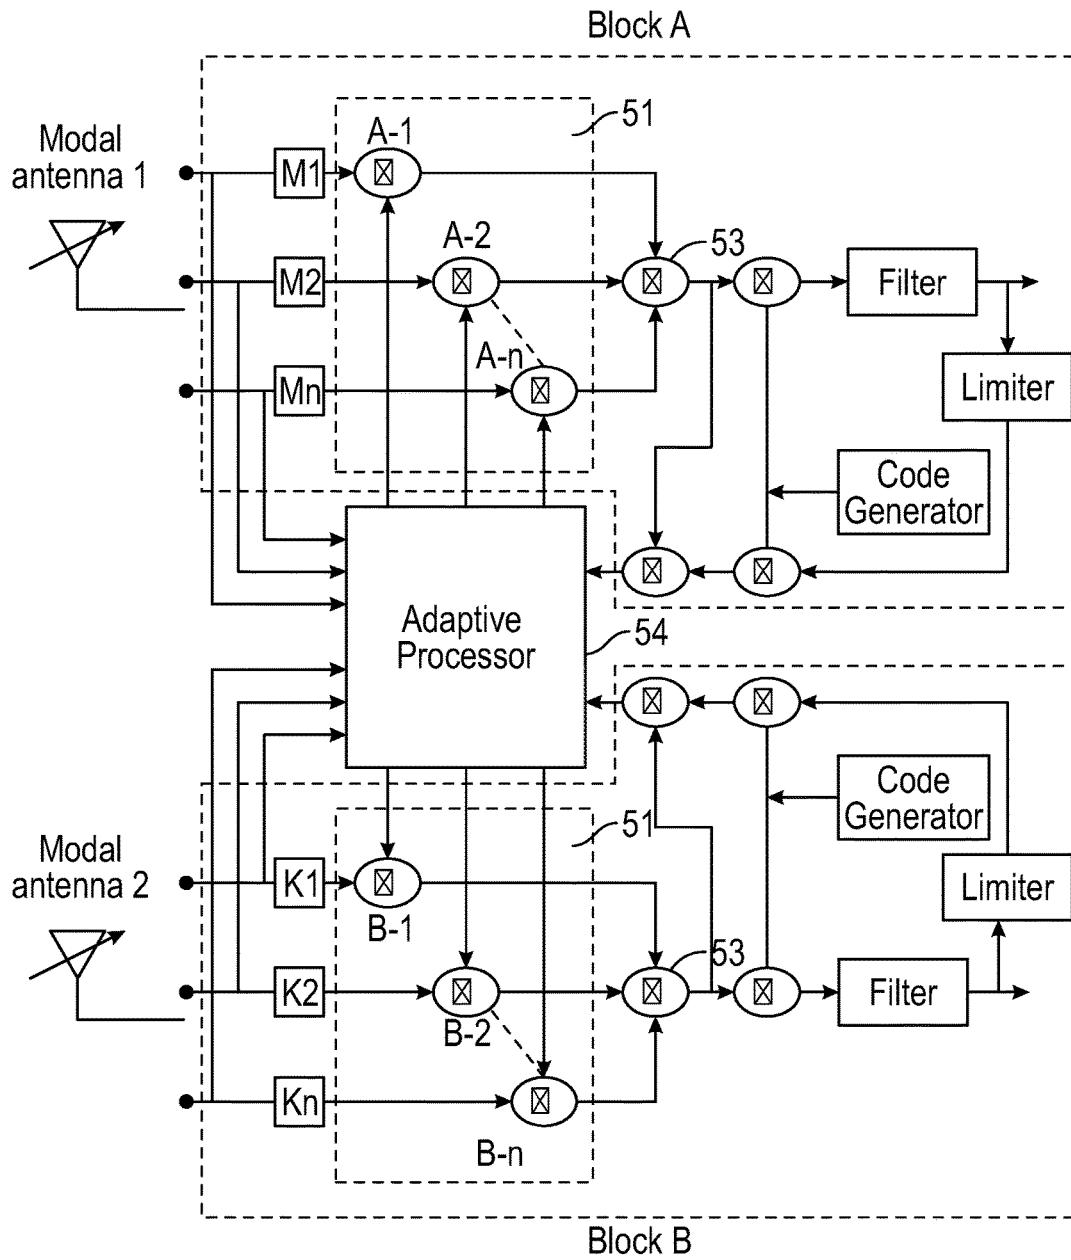 Block A
51
Modal
antenna 1
A-1
M1
A-2
53
M2
Filter
A-n
Mn
Limiter
Code
Generator
Adaptive
Processor
54
Code
Generator
51
Modal
antenna 2
K1
Limiter
B-1
53
K2
Filter
B-2
Kn
B-n
Block B